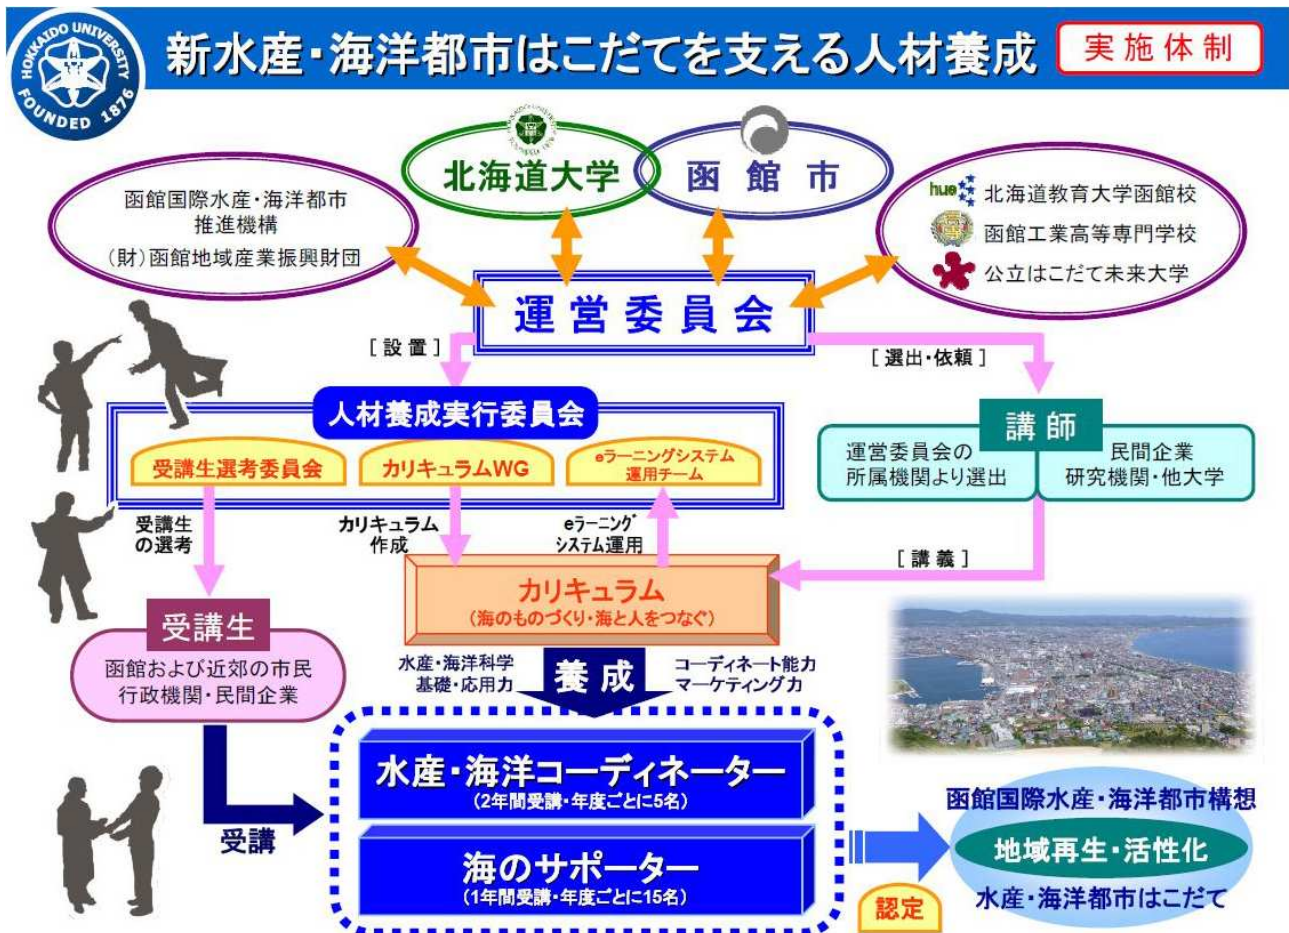 HOKKAIDO UNIVERSITY
FOUNDED 1876
新水産・海洋都市はこだてを支える人材養成
実施体制
北海道大学
函館市
函館国際水産・海洋都市
推進機構
(財)函館地域産業振興財団
hue 北海道教育大学函館校
函館工業高等専門学校
公立はこだて未来大学
運営委員会
[設置]
[選出・依頼]
人材養成実行委員会
受講生選考委員会
カリキュラムWG
eラーニングシステム
運用チーム
講師
運営委員会の
所属機関より選出
民間企業
研究機関・他大学
受講生
の選考
カリキュラム
作成
eラーニング
システム運用
[講義]
カリキュラム
(海のものづくり・海と人をつなぐ)
受講生
函館および近郊の市民
行政機関・民間企業
水産・海洋科学
基礎・応用力
養成
コーディネート能力
マーケティング力
受講
水産・海洋コーディネーター
(2年間受講・年度ごとに5名)
海のサポーター
(1年間受講・年度ごとに15名)
認定
函館国際水産・海洋都市構想
地域再生・活性化
水産・海洋都市はこだて